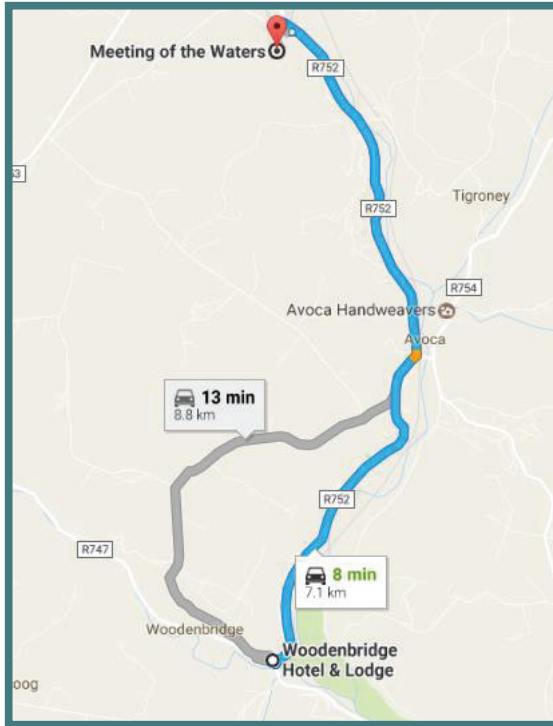 Meeting of the Waters
R752
R752
Tigroney
R754
Avoca Handweavers
Avoca
13 min
8.8 km
R752
R747
8 min
7.1 km
Woodenbridge
Woodenbridge
Hotel & Lodge
oog